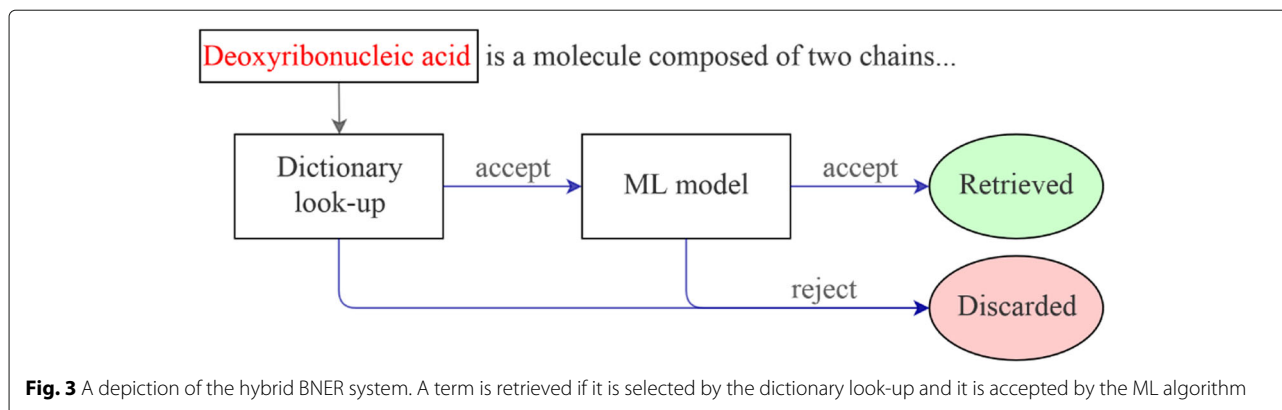 Deoxyribonucleic acid is a molecule composed of two chains...
Dictionary
look-up
accept
ML model
accept
Retrieved
reject
Discarded
Fig. 3 A depiction of the hybrid BNER system. A term is retrieved if it is selected by the dictionary look-up and it is accepted by the ML algorithm